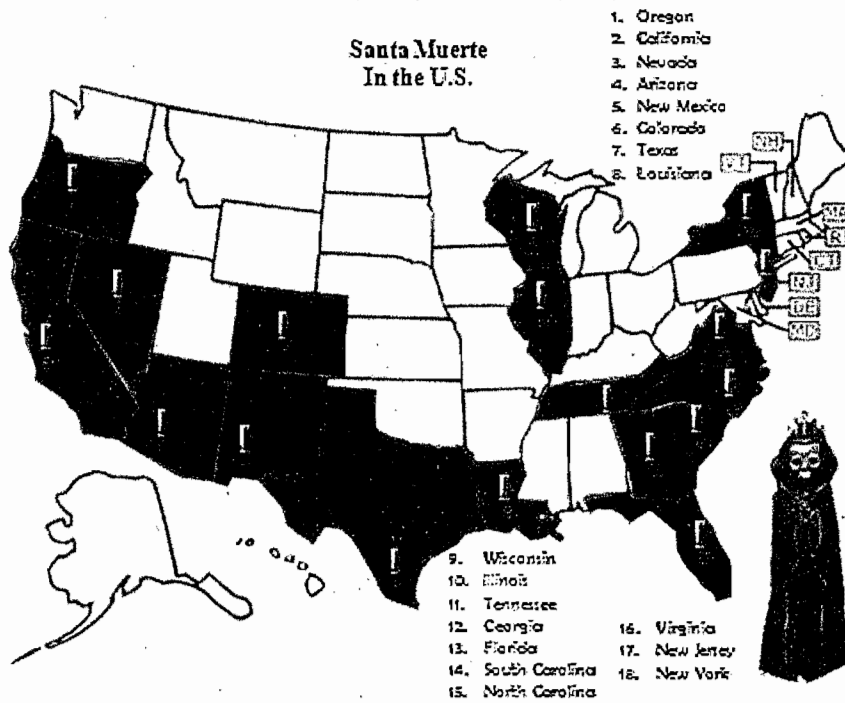 Santa Muerte
In the U.S.
1. Oregon
2. California
3. Nevada
4. Arizona
5. New Mexico
6. Colorado
7. Texas
8. Louisiana
NH
VT
MA
RI
CT
NJ
DE
MD
9. Wisconsin
10. Illinois
11. Tennessee
12. Georgia
13. Florida
14. South Carolina
15. North Carolina
16. Virginia
17. New Jersey
18. New York